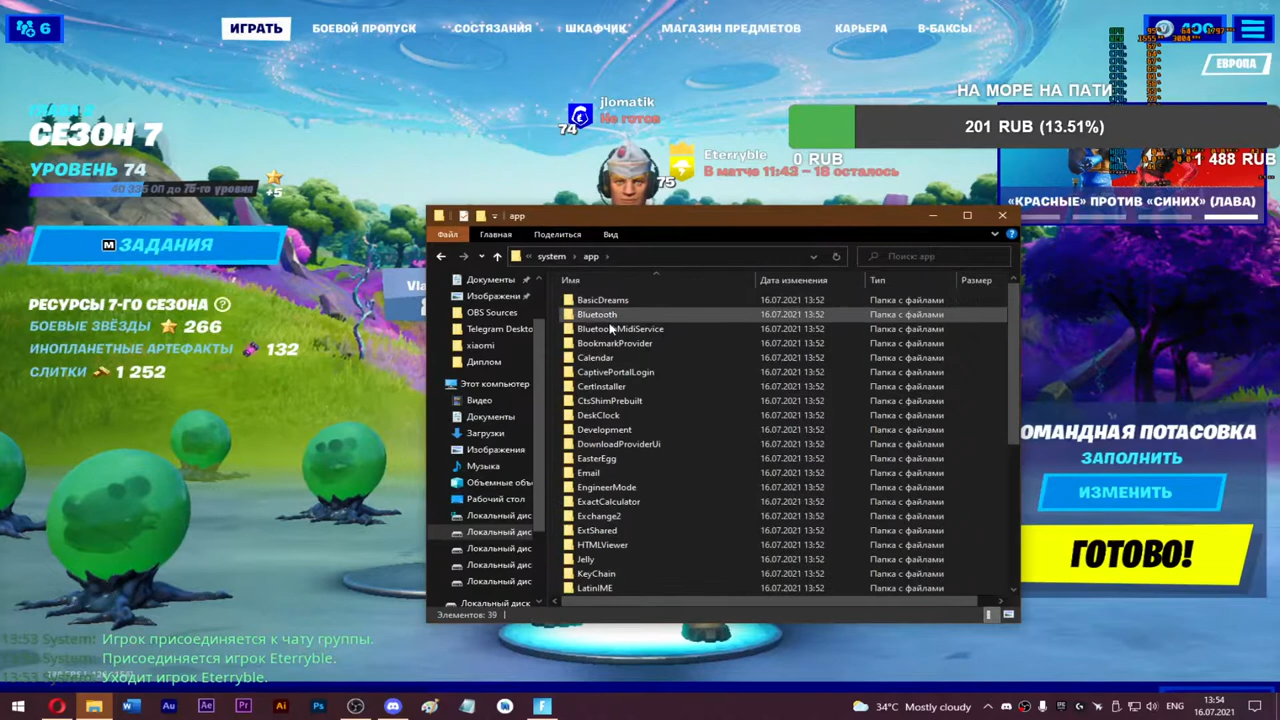 6
ИГРАТЬ
БОЕВОЙ ПРОПУСК
СОСТЯЗАНИЯ
ШКАФЧИК
МАГАЗИН ПРЕДМЕТОВ
КАРЬЕРА
В-БАКСЫ
400
ЕВРОПА
СЕЗОН 7
УРОВЕНЬ 74
40 335 ОП до 75-го уровня
+5
М ЗАДАНИЯ
РЕСУРСЫ 7-ГО СЕЗОНА ?
БОЕВЫЕ ЗВЁЗДЫ 266
ИНОПЛАНЕТНЫЕ АРТЕФАКТЫ 132
СЛИТКИ 1 252
jlomatik
74 Не готов
Eterryble
75 В матче 11:43 – 18 осталось
Vla
НА МОРЕ НА ПАТИ
201 RUB (13.51%)
0 RUB
1 488 RUB
«КРАСНЫЕ» ПРОТИВ «СИНИХ» (ЛАВА)
app
Файл Главная Поделиться Вид
system app
Поиск: app
Имя Дата изменения Тип Размер
Документы
Изображени
OBS Sources
Telegram Deskto
xiaomi
Диплом
Этот компьютер
Видео
Документы
Загрузки
Изображения
Музыка
Объемные объе
Рабочий стол
Локальный дис
Локальный дис
Локальный дис
Локальный дис
Локальный дис
Локальный диск
BasicDreams 16.07.2021 13:52 Папка с файлами
Bluetooth 16.07.2021 13:52 Папка с файлами
BluetoothMidiService 16.07.2021 13:52 Папка с файлами
BookmarkProvider 16.07.2021 13:52 Папка с файлами
Calendar 16.07.2021 13:52 Папка с файлами
CaptivePortalLogin 16.07.2021 13:52 Папка с файлами
CertInstaller 16.07.2021 13:52 Папка с файлами
CtsShimPrebuilt 16.07.2021 13:52 Папка с файлами
DeskClock 16.07.2021 13:52 Папка с файлами
Development 16.07.2021 13:52 Папка с файлами
DownloadProviderUi 16.07.2021 13:52 Папка с файлами
EasterEgg 16.07.2021 13:52 Папка с файлами
Email 16.07.2021 13:52 Папка с файлами
EngineerMode 16.07.2021 13:52 Папка с файлами
ExactCalculator 16.07.2021 13:52 Папка с файлами
Exchange2 16.07.2021 13:52 Папка с файлами
ExtShared 16.07.2021 13:52 Папка с файлами
HTMLViewer 16.07.2021 13:52 Папка с файлами
Jelly 16.07.2021 13:52 Папка с файлами
KeyChain 16.07.2021 13:52 Папка с файлами
LatinIME 16.07.2021 13:52 Папка с файлами
Элементов: 39
ОМАНДНАЯ ПОТАСОВКА
ЗАПОЛНИТЬ
ИЗМЕНИТЬ
ГОТОВО!
13:53 System: Игрок присоединяется к чату группы.
System: Присоединяется игрок Eterryble.
13:53 System: Уходит игрок Eterryble.
34°C Mostly cloudy
13:54
16.07.2021